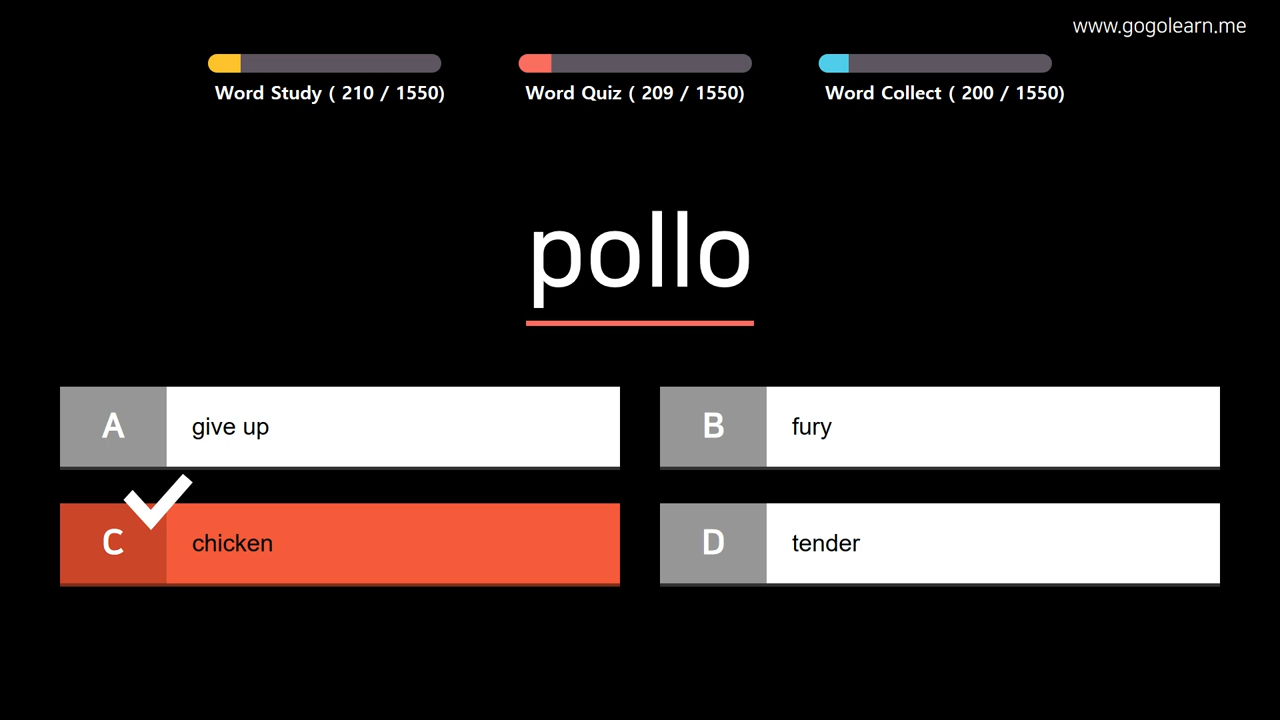 www.gogolearn.me
Word Study ( 210 / 1550)
Word Quiz ( 209 / 1550)
Word Collect ( 200 / 1550)
pollo
A give up
B fury
C chicken
D tender